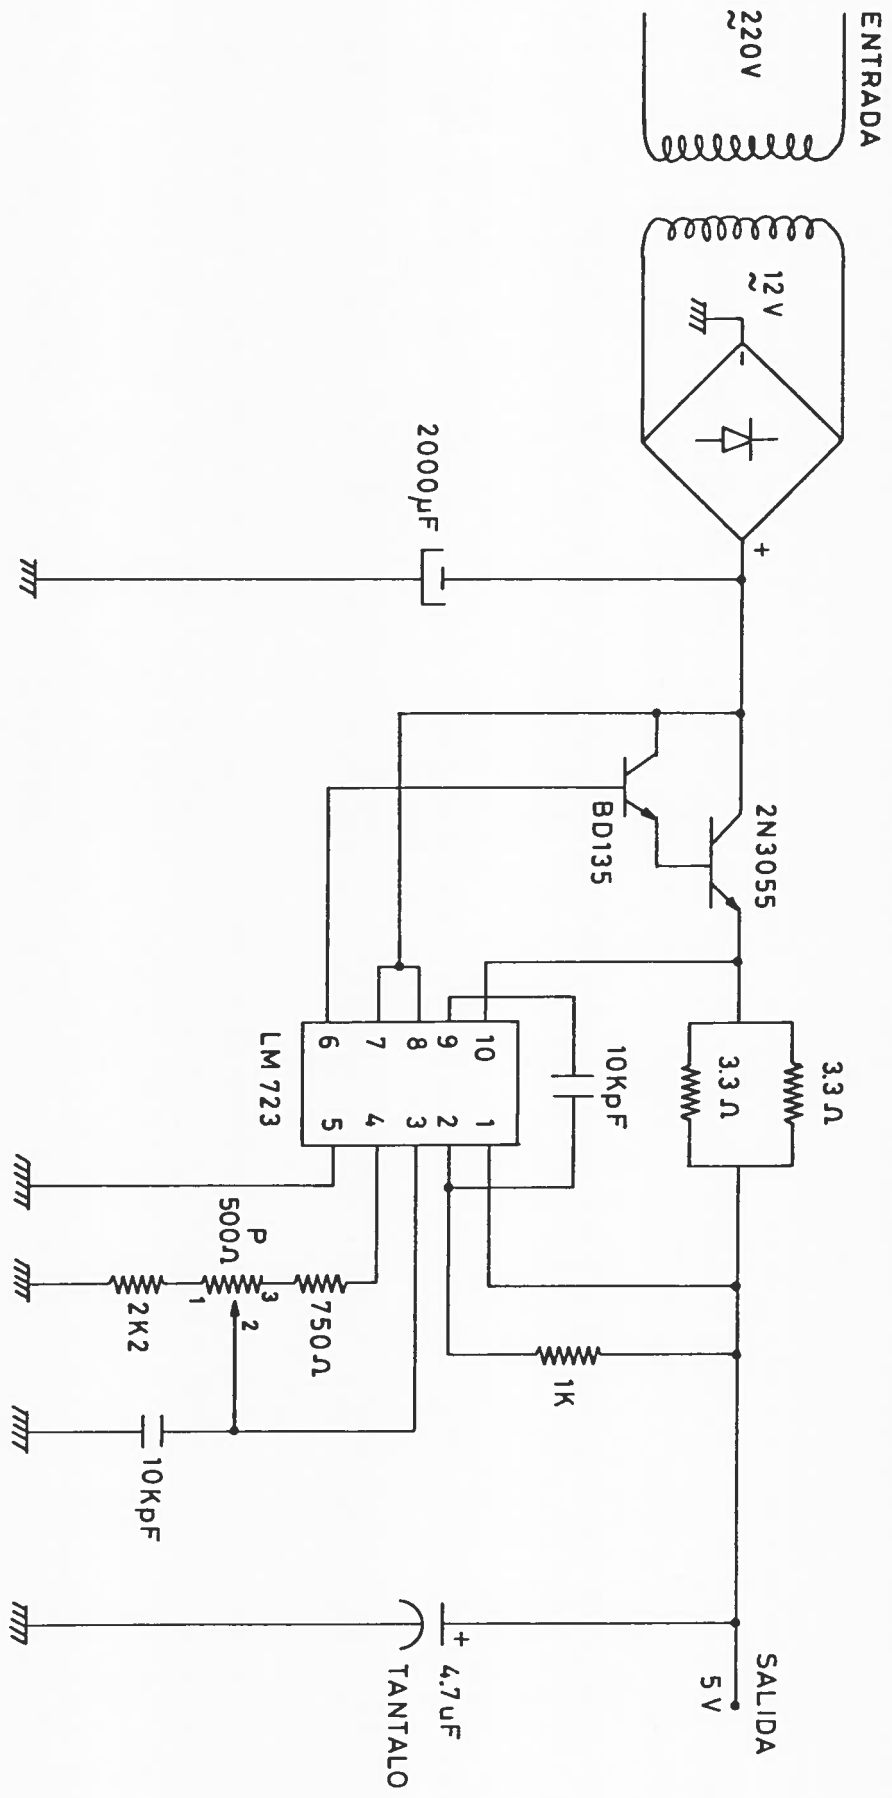 ENTRADA
220V
~
12V
~
-
+
2000µF
2N3055
BD135
3.3Ω
3.3Ω
10KpF
10
9
8
7
6
1
2
3
4
5
LM 723
1K
750Ω
P
500Ω
3
2
1
2K2
10KpF
+
4.7uF
TANTALO
SALIDA
5V